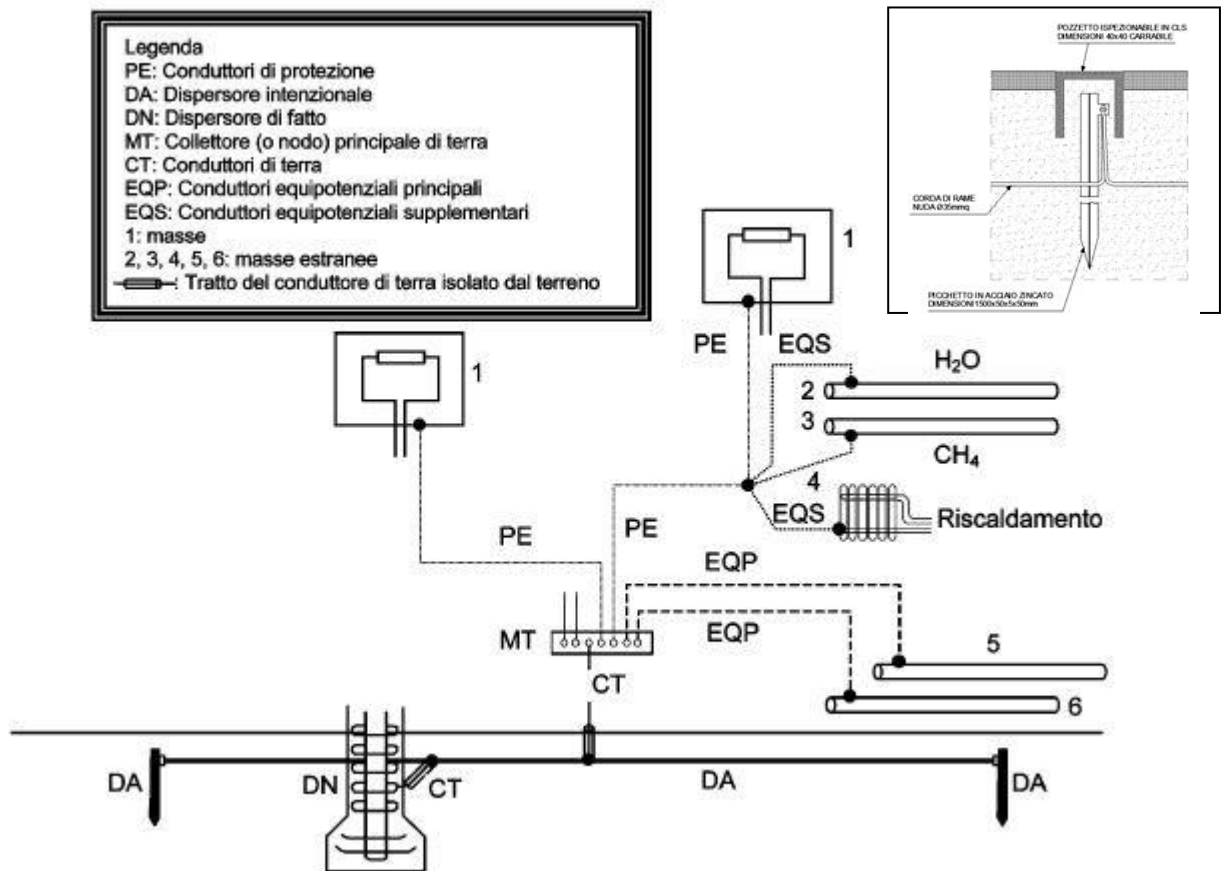 Legenda
PE: Conduttori di protezione
DA: Dispersore intenzionale
DN: Dispersore di fatto
MT: Collettore (o nodo) principale di terra
CT: Conduttori di terra
EQP: Conduttori equipotenziali principali
EQS: Conduttori equipotenziali supplementari
1: masse
2, 3, 4, 5, 6: masse estranee
: Tratto del conduttore di terra isolato dal terreno
POZZETTO ISPEZIONABILE IN CLS
DIMENSIONI 40x40 CARRABILE
CORDA DI RAME
NUDA Ø35mmq
PICCHETTO IN ACCIAIO ZINCATO
DIMENSIONI 1500x50x5x50mm
1
PE
EQS
H₂O
1
2
3
CH₄
4
EQS
Riscaldamento
PE
PE
EQP
MT
EQP
5
CT
6
DA
DN
CT
DA
DA